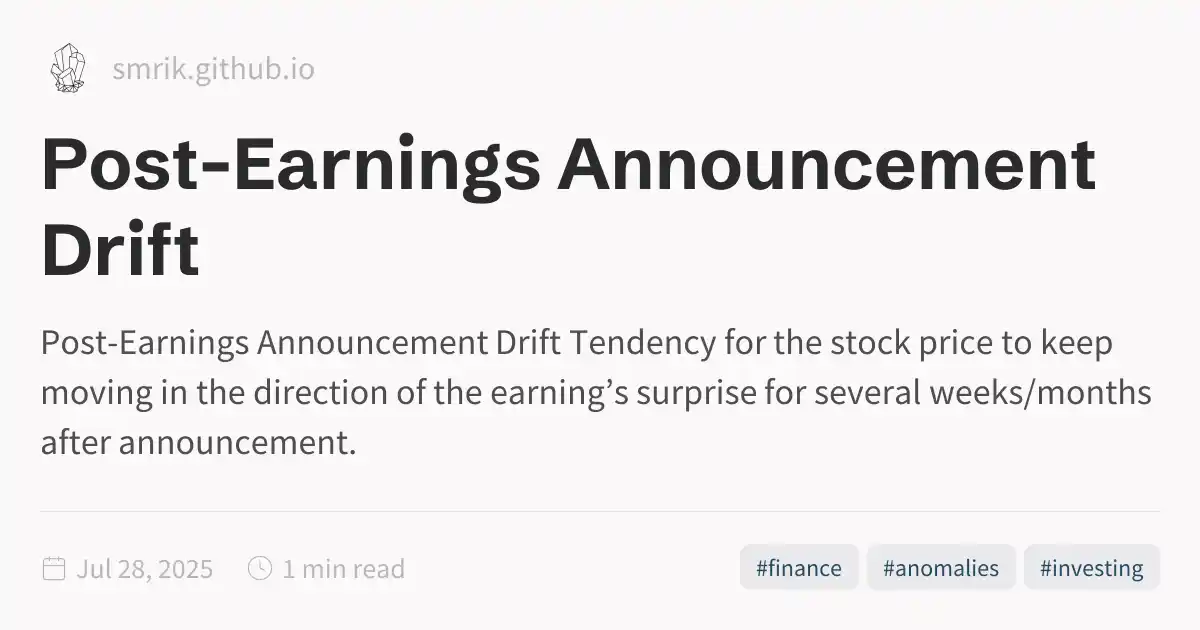 smrik.github.io
Post-Earnings Announcement
Drift
Post-Earnings Announcement Drift Tendency for the stock price to keep
moving in the direction of the earning’s surprise for several weeks/months
after announcement.
Jul 28, 2025 1 min read #finance #anomalies #investing